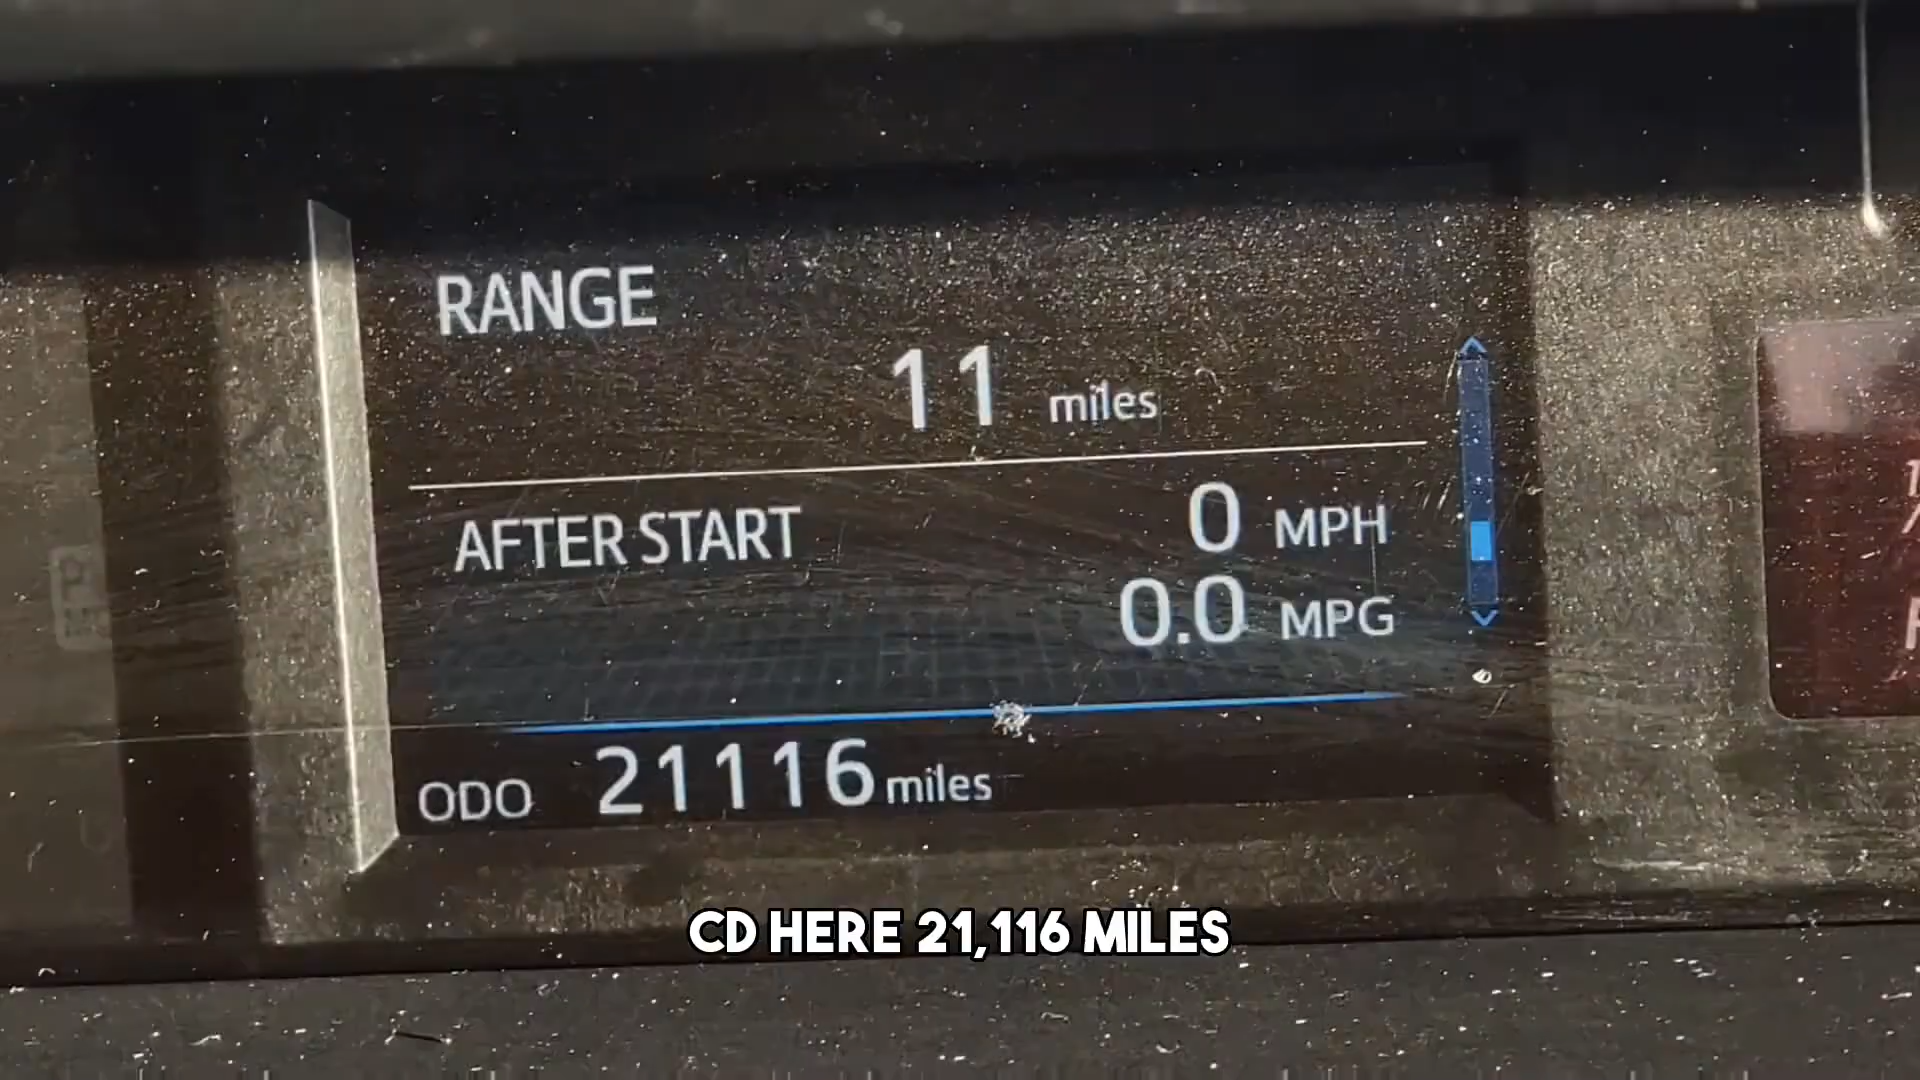 RANGE
11 miles
AFTER START 0 MPH
0.0 MPG
ODO 21116 miles
CD HERE 21,116 MILES